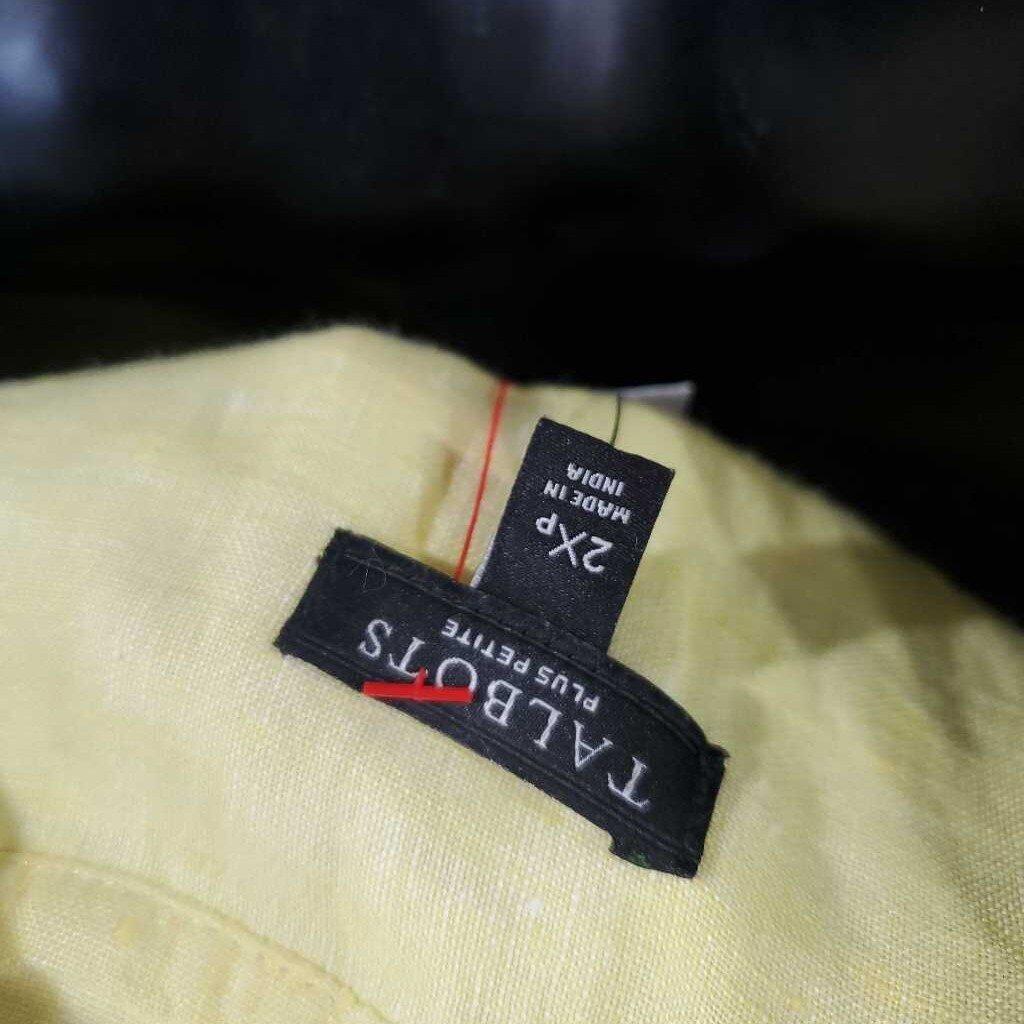 TALBOTS
PLUS PETITE
2XP
MADE IN
INDIA